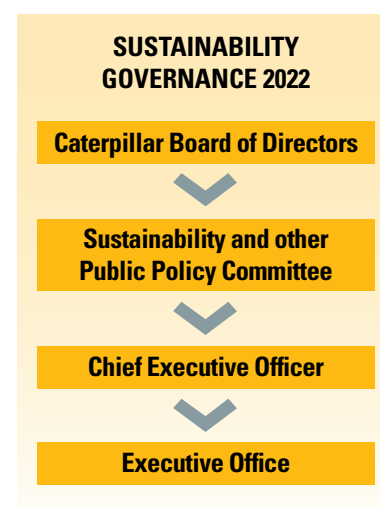 SUSTAINABILITY
GOVERNANCE 2022
Caterpillar Board of Directors
Sustainability and other
Public Policy Committee
Chief Executive Officer
Executive Office